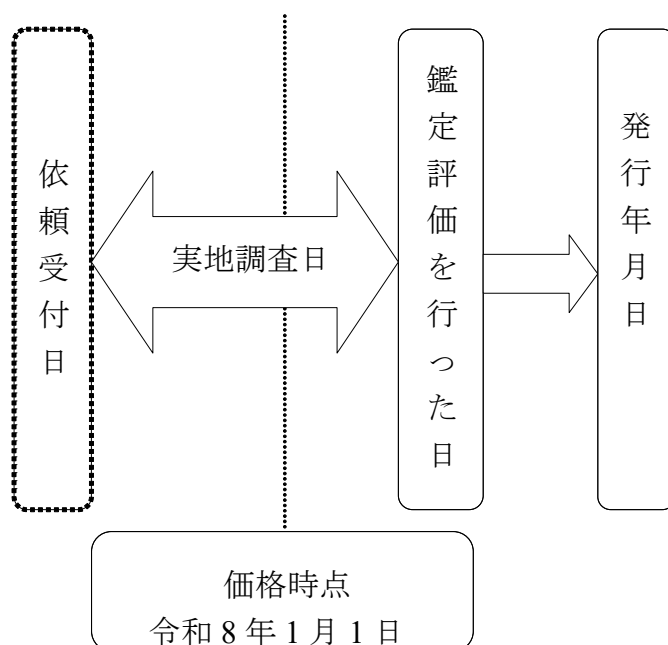 依頼受付日
実地調査日
鑑定評価を行った日
発行年月日
価格時点
令和8年1月1日